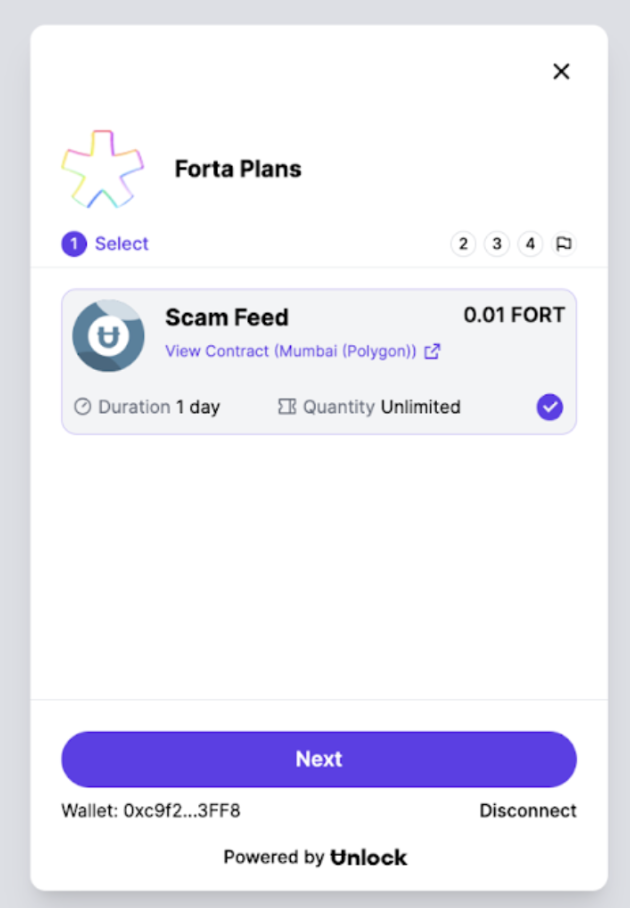 Forta Plans
1 Select 2 3 4
Scam Feed 0.01 FORT
View Contract (Mumbai (Polygon))
Duration 1 day Quantity Unlimited
Next
Wallet: 0xc9f2...3FF8 Disconnect
Powered by Unlock